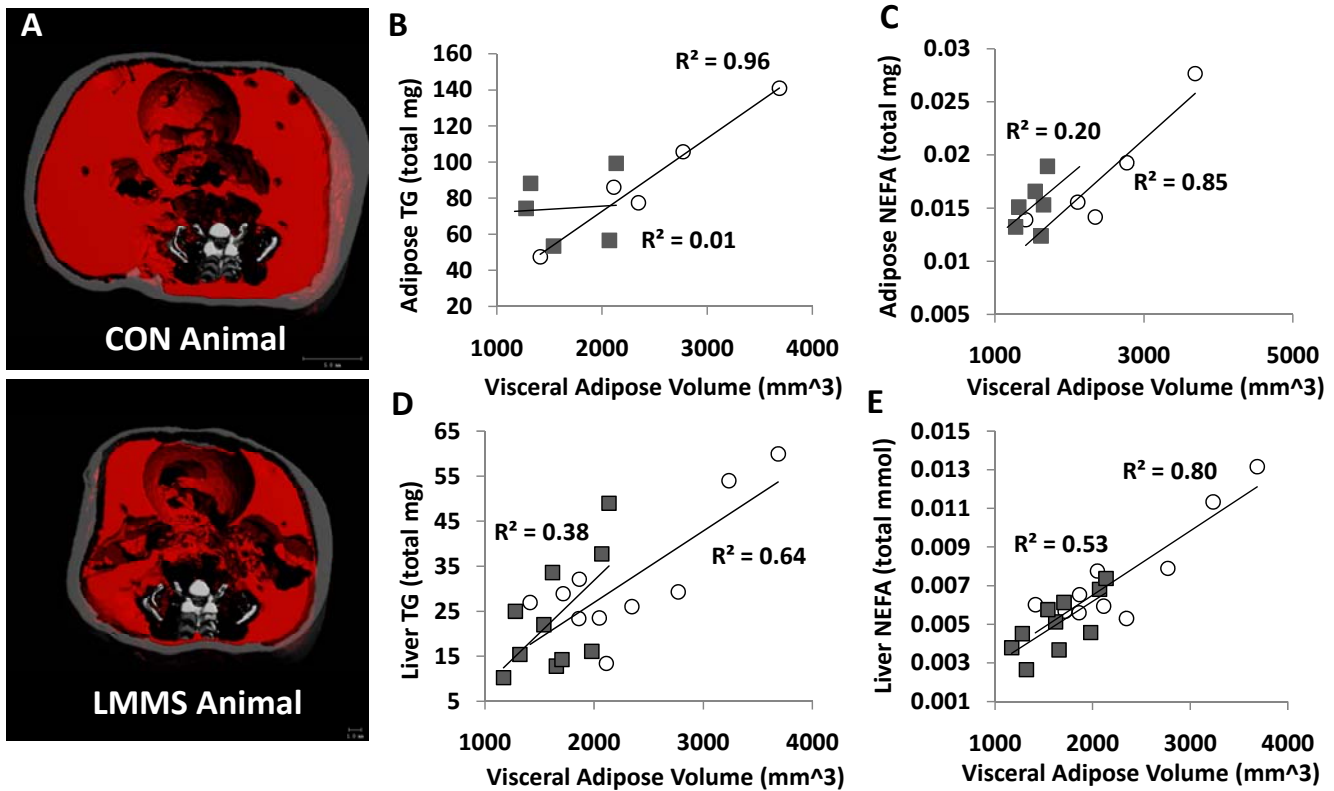 A
CON Animal
5.0 mm
LMMS Animal
1.0 mm
B
Adipose TG (total mg)
160
140
120
100
80
60
40
20
R² = 0.96
R² = 0.01
1000 2000 3000 4000
Visceral Adipose Volume (mm^3)
C
Adipose NEFA (total mg)
0.03
0.025
0.02
0.015
0.01
0.005
R² = 0.20
R² = 0.85
1000 3000 5000
Visceral Adipose Volume (mm^3)
D
Liver TG (total mg)
65
55
45
35
25
15
5
R² = 0.38
R² = 0.64
1000 2000 3000 4000
Visceral Adipose Volume (mm^3)
E
Liver NEFA (total mmol)
0.015
0.013
0.011
0.009
0.007
0.005
0.003
0.001
R² = 0.80
R² = 0.53
1000 2000 3000 4000
Visceral Adipose Volume (mm^3)